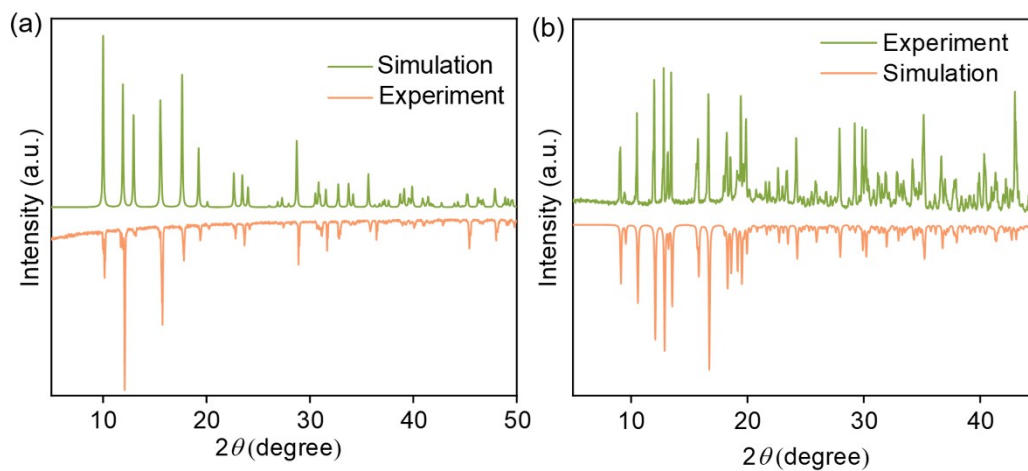 (a)
Simulation
Experiment
Intensity (a.u.)
10 20 30 40 50
2θ (degree)
(b)
Experiment
Simulation
Intensity (a.u.)
10 20 30 40
2θ (degree)